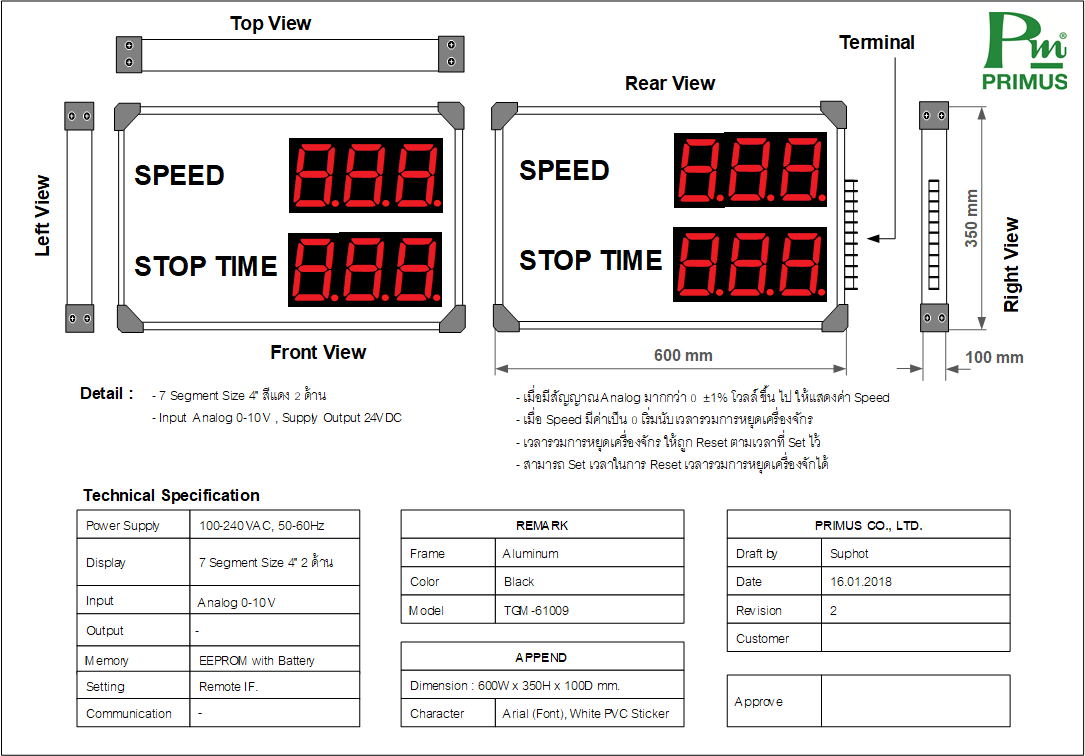 Top View
Terminal
Pm®
PRIMUS
Rear View
SPEED
8.8.8.
STOP TIME
8.8.8.
SPEED
8.8.8.
STOP TIME
8.8.8.
Left View
350 mm
Right View
Front View
600 mm
100 mm
Detail :
- 7 Segment Size 4" สีแดง 2 ด้าน
- Input Analog 0-10V , Supply Output 24VDC
- เมื่อมีสัญญาณ Analog มากกว่า 0 ±1% โวลล์ ขึ้น ไป ให้แสดงค่า Speed
- เมื่อ Speed มีค่าเป็น 0 เริ่มนับเวลารวมการหยุดเครื่องจักร
- เวลารวมการหยุดเครื่องจักร ให้ถูก Reset ตามเวลาที่ Set ไว้
- สามารถ Set เวลาในการ Reset เวลารวมการหยุดเครื่องจักได้
Technical Specification
Power Supply 100-240VAC, 50-60Hz
Display 7 Segment Size 4" 2 ด้าน
Input Analog 0-10V
Output -
Memory EEPROM with Battery
Setting Remote IF.
Communication -
REMARK
Frame Aluminum
Color Black
Model TGM-61009
APPEND
Dimension : 600W x 350H x 100D mm.
Character Arial (Font), White PVC Sticker
PRIMUS CO., LTD.
Draft by Suphot
Date 16.01.2018
Revision 2
Customer
Approve